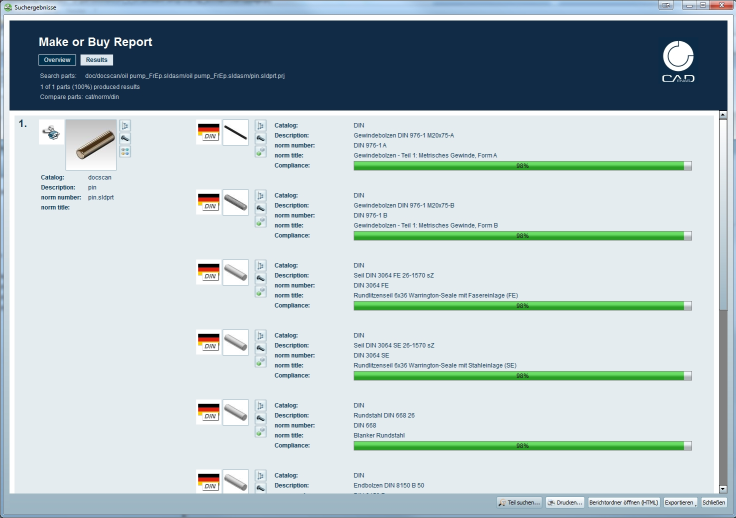 Suchergebnisse
Make or Buy Report
Overview Results
Search parts: doc/docscan/oil pump_FrEp.sldasm/oil pump_FrEp.sldasm/pin.sldprt.prj
1 of 1 parts (100%) produced results
Compare parts: cat/norm/din
CAD
1.
Catalog: docscan
Description: pin
norm number: pin.sldprt
norm title:
DIN
Catalog: DIN
Description: Gewindebolzen DIN 976-1 M20x75-A
norm number: DIN 976-1 A
norm title: Gewindebolzen - Teil 1: Metrisches Gewinde, Form A
Compliance: 98%
DIN
Catalog: DIN
Description: Gewindebolzen DIN 976-1 M20x75-B
norm number: DIN 976-1 B
norm title: Gewindebolzen - Teil 1: Metrisches Gewinde, Form B
Compliance: 98%
DIN
Catalog: DIN
Description: Seil DIN 3064 FE 26-1570 sZ
norm number: DIN 3064 FE
norm title: Rundlitzenseil 6x36 Warrington-Seale mit Fasereinlage (FE)
Compliance: 98%
DIN
Catalog: DIN
Description: Seil DIN 3064 SE 26-1570 sZ
norm number: DIN 3064 SE
norm title: Rundlitzenseil 6x36 Warrington-Seale mit Stahleinlage (SE)
Compliance: 98%
DIN
Catalog: DIN
Description: Rundstahl DIN 668 26
norm number: DIN 668
norm title: Blanker Rundstahl
Compliance: 98%
DIN
Catalog: DIN
Description: Endbolzen DIN 8150 B 50
Teil suchen... Drucken... Berichtordner öffnen (HTML) Exportieren Schließen